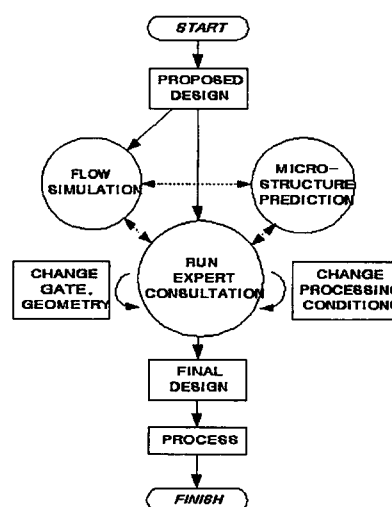 START
PROPOSED
DESIGN
FLOW
SIMULATION
MICRO-
STRUCTURE
PREDICTION
RUN
EXPERT
CONSULTATION
CHANGE
GATE,
GEOMETRY
CHANGE
PROCESSING
CONDITIONS
FINAL
DESIGN
PROCESS
FINISH